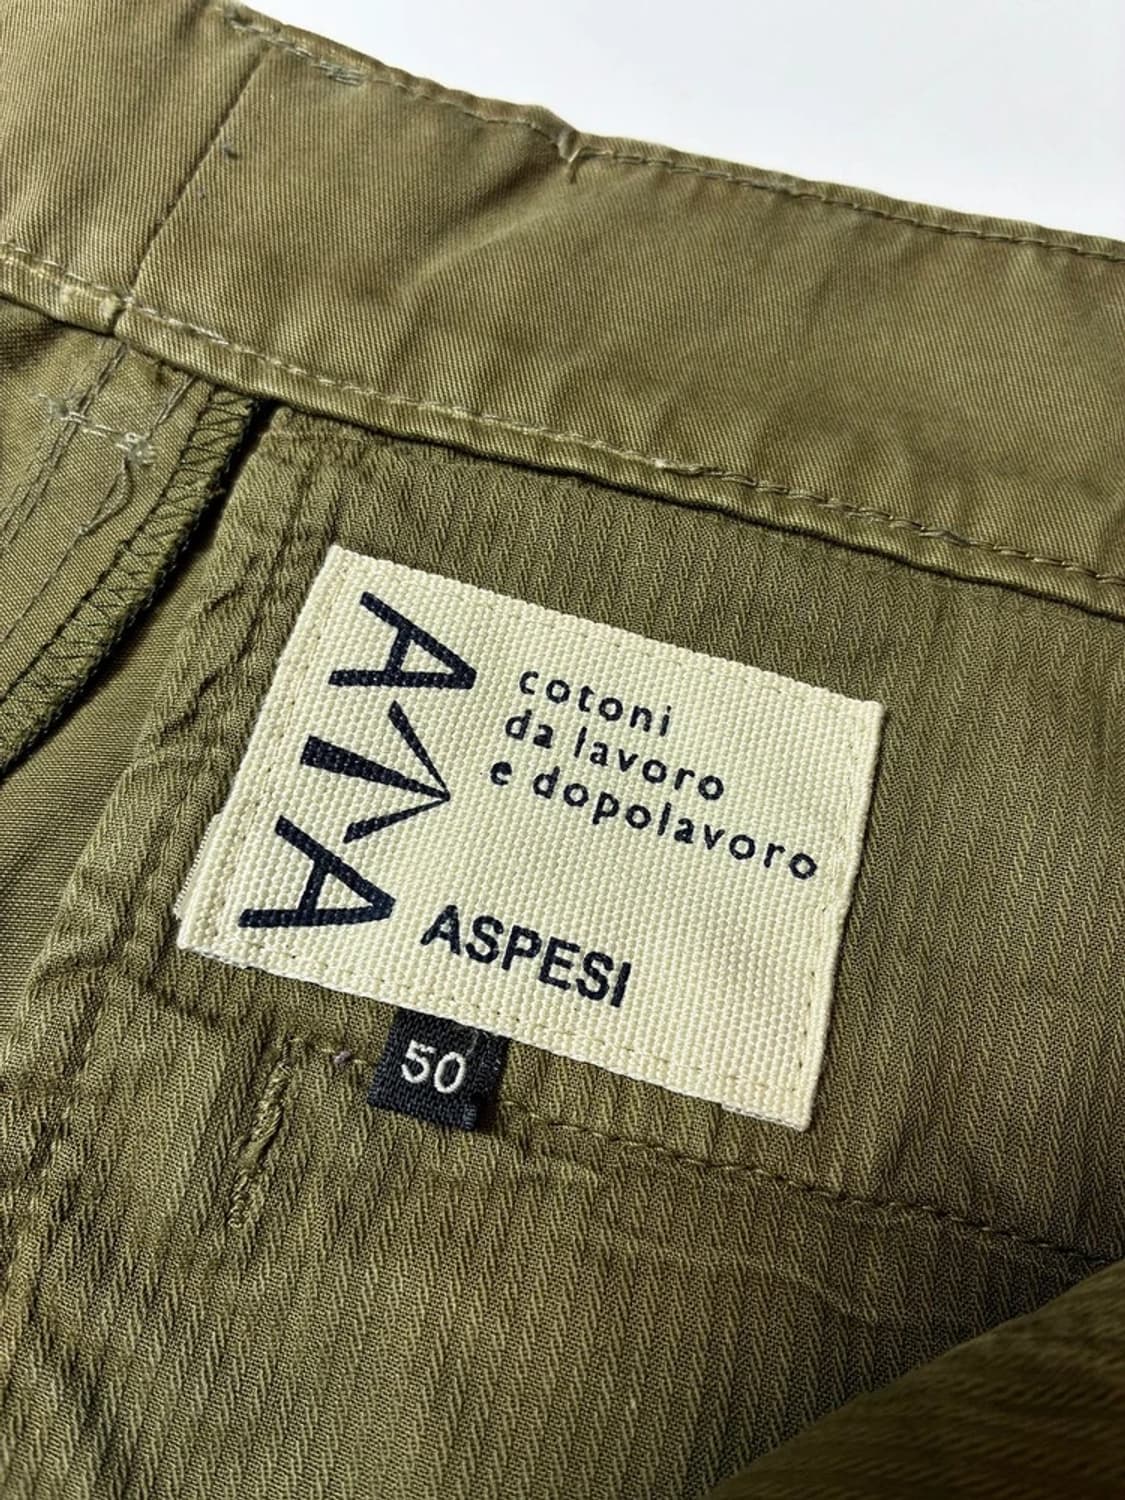 cotoni
da lavoro
e dopolavoro
ASPESI
50